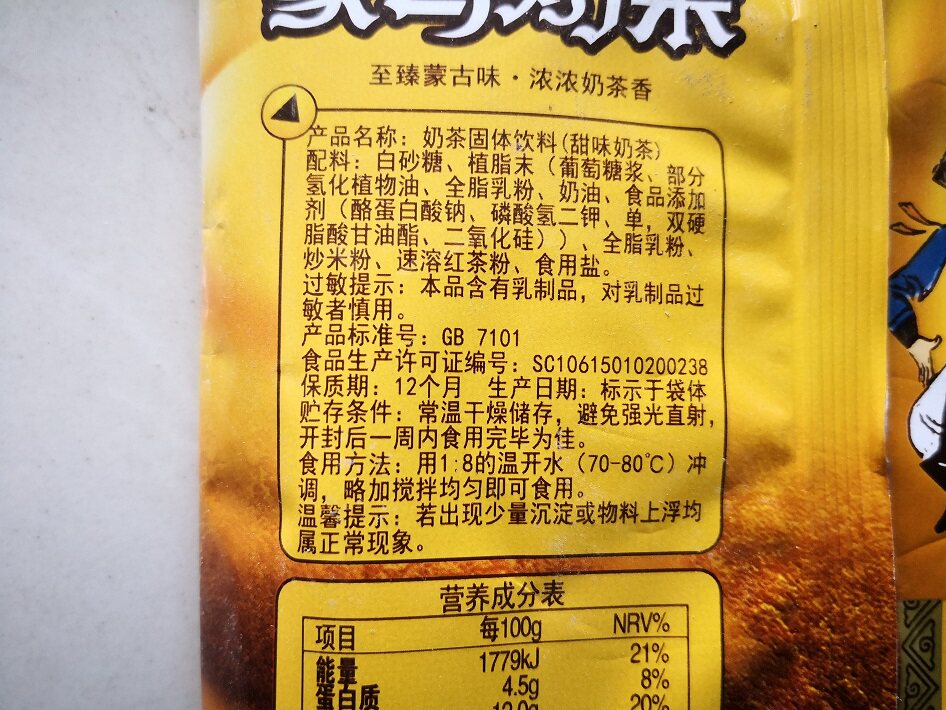 至臻蒙古味·浓浓奶茶香
产品名称：奶茶固体饮料(甜味奶茶)
配料：白砂糖、植脂末（葡萄糖浆、部分
氢化植物油、全脂乳粉、奶油、食品添加
剂（酪蛋白酸钠、磷酸氢二钾、单，双硬
脂酸甘油酯、二氧化硅））、全脂乳粉、
炒米粉、速溶红茶粉、食用盐。
过敏提示：本品含有乳制品，对乳制品过
敏者慎用。
产品标准号：GB 7101
食品生产许可证编号：SC10615010200238
保质期：12个月 生产日期：标示于袋体
贮存条件：常温干燥储存，避免强光直射，
开封后一周内食用完毕为佳。
食用方法：用1:8的温开水（70-80℃）冲
调，略加搅拌均匀即可食用。
温馨提示：若出现少量沉淀或物料上浮均
属正常现象。
营养成分表
项目 每100g NRV%
能量 1779kJ 21%
蛋白质 4.5g 8%
20%